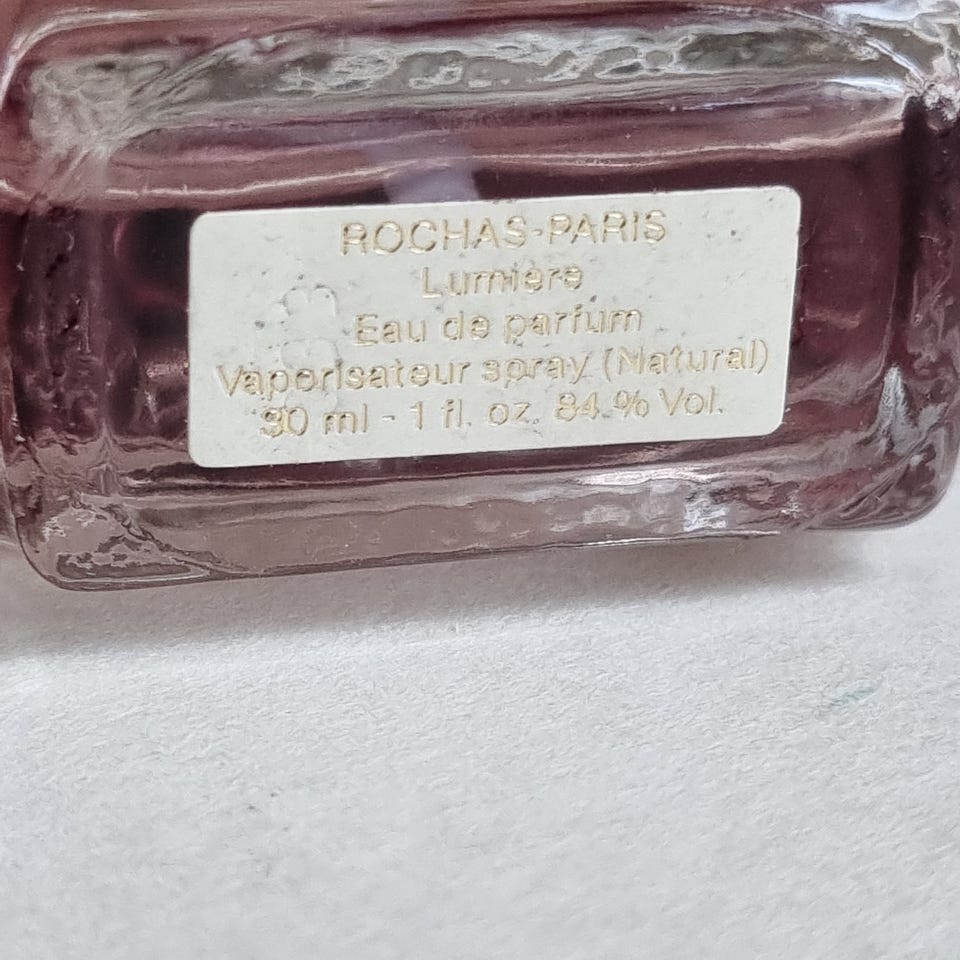 ROCHAS-PARIS
Lumière
Eau de parfum
Vaporisateur spray (Natural)
30 ml - 1 fl. oz. 84 % Vol.